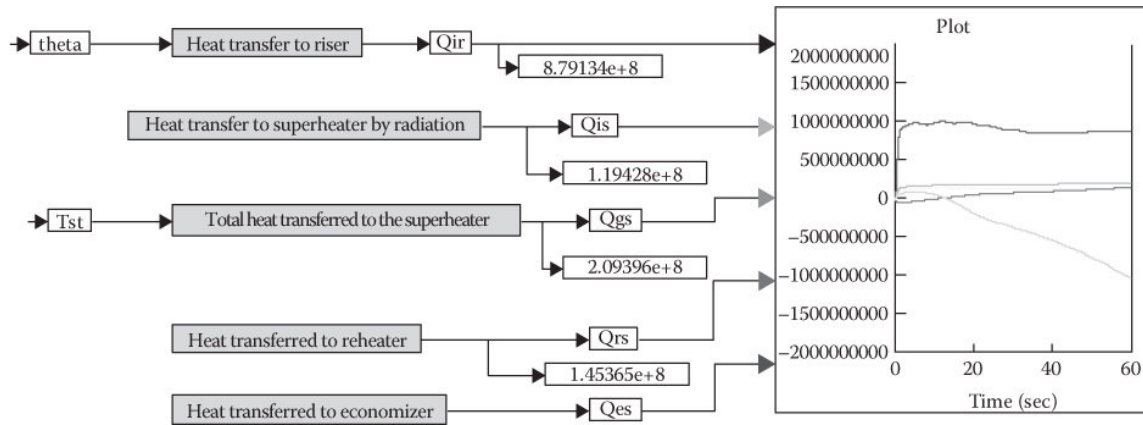 Plot
theta
Heat transfer to riser
Qir
8.79134e+8
Heat transfer to superheater by radiation
Qis
1.19428e+8
Tst
Total heat transferred to the superheater
Qgs
2.09396e+8
Heat transferred to reheater
Qrs
1.45365e+8
Heat transferred to economizer
Qes
2000000000
1500000000
1000000000
500000000
0
−500000000
−1000000000
−1500000000
−2000000000
0 20 40 60
Time (sec)